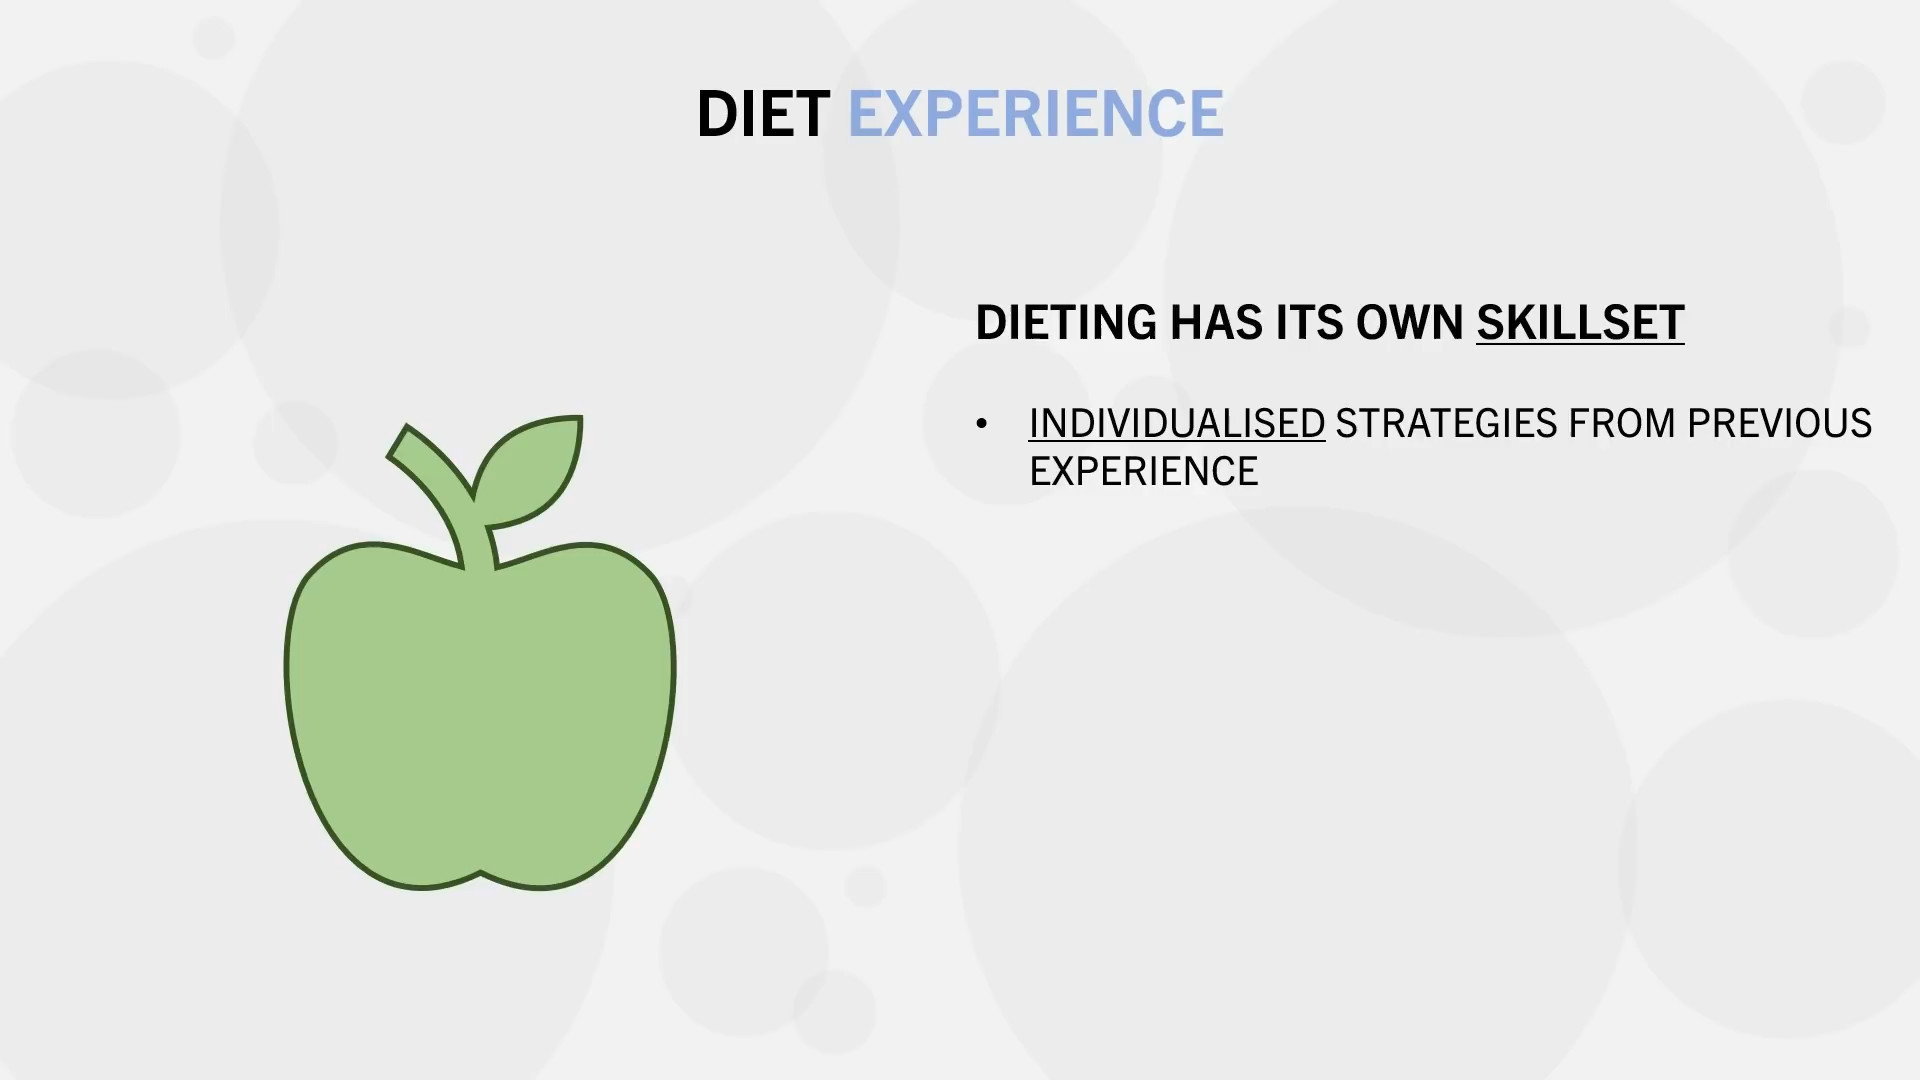 DIET EXPERIENCE
DIETING HAS ITS OWN SKILLSET
• INDIVIDUALISED STRATEGIES FROM PREVIOUS
EXPERIENCE